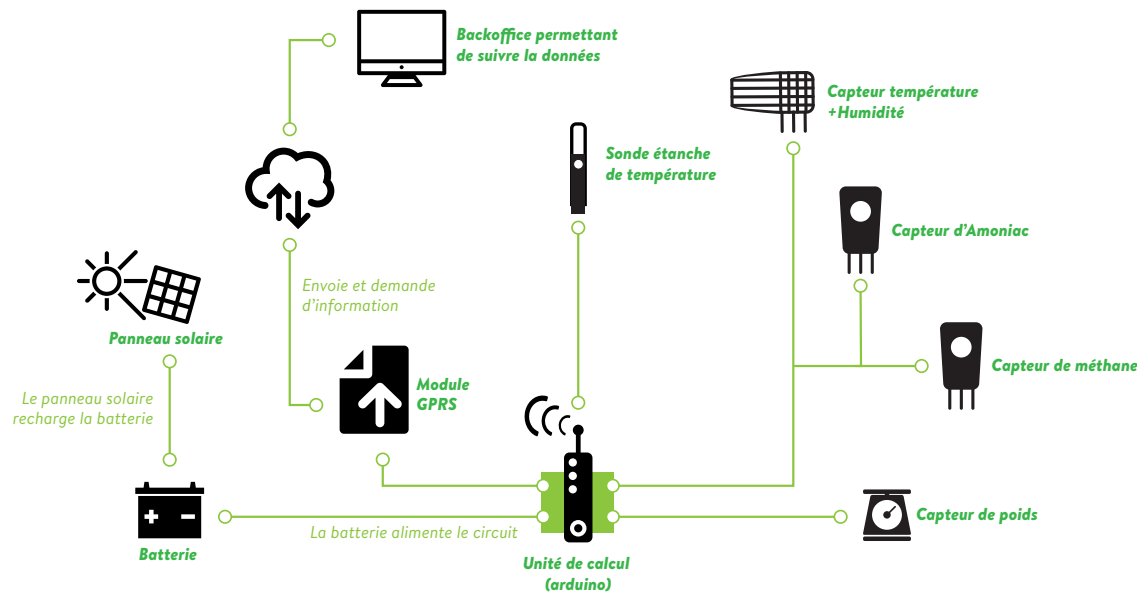 Backoffice permettant
de suivre la données
Capteur température
+Humidité
Sonde étanche
de température
Capteur d'Amoniac
Envoie et demande
d'information
Panneau solaire
Capteur de méthane
Module
GPRS
Le panneau solaire
recharge la batterie
Capteur de poids
La batterie alimente le circuit
Batterie
Unité de calcul
(arduino)